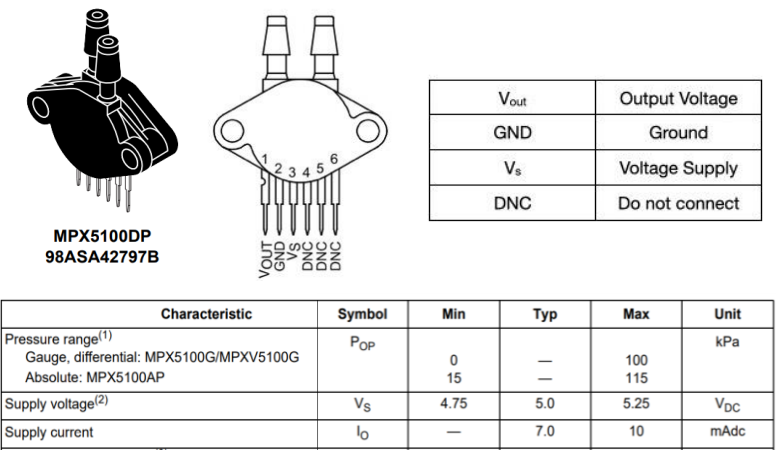 MPX5100DP
98ASA42797B
1 2 3 4 5 6
VOUT
GND
VS
DNC
DNC
DNC
Vout Output Voltage
GND Ground
Vs Voltage Supply
DNC Do not connect
Characteristic Symbol Min Typ Max Unit
Pressure range(1) POP kPa
Gauge, differential: MPX5100G/MPXV5100G 0 — 100
Absolute: MPX5100AP 15 — 115
Supply voltage(2) VS 4.75 5.0 5.25 VDC
Supply current IO — 7.0 10 mAdc